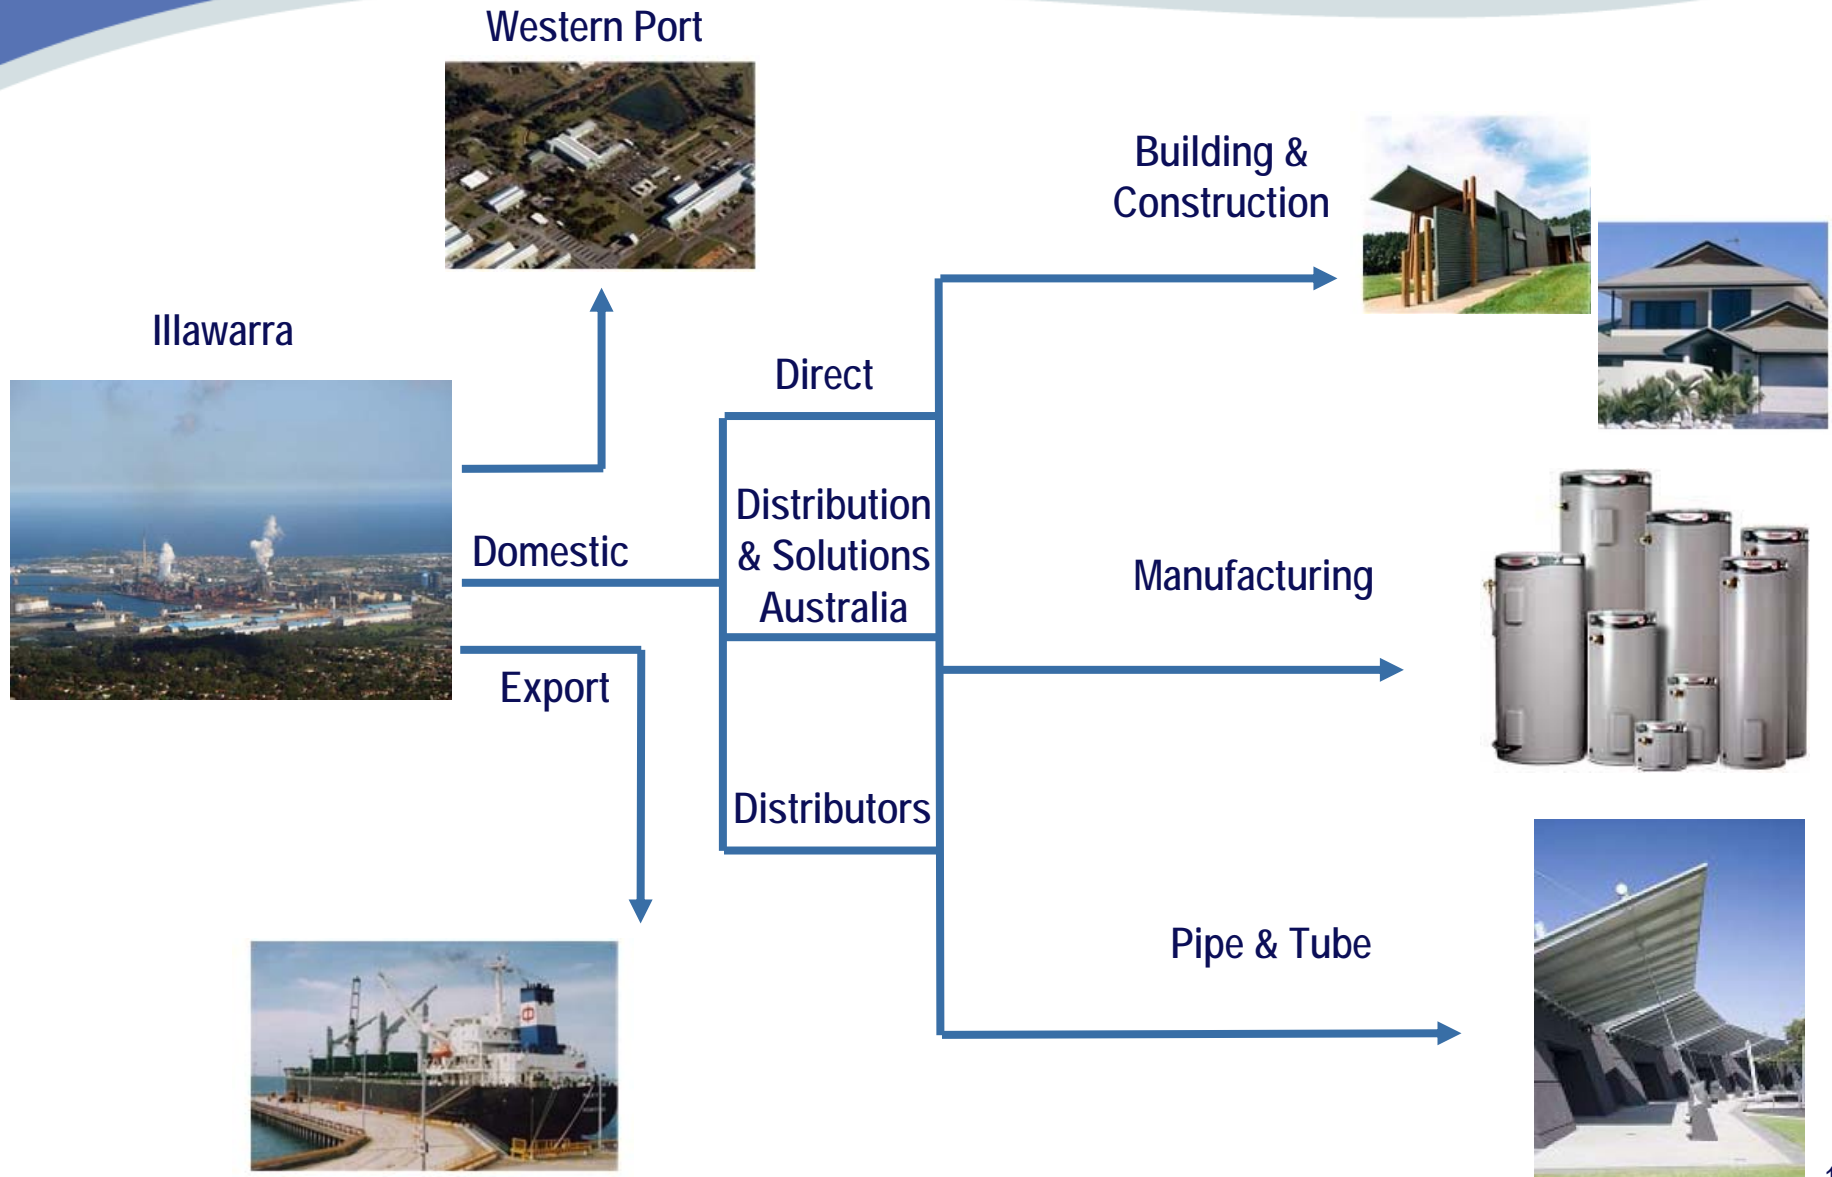 Western Port
Building &
Construction
Illawarra
Direct
Distribution
& Solutions
Australia
Domestic
Manufacturing
Export
Distributors
Pipe & Tube